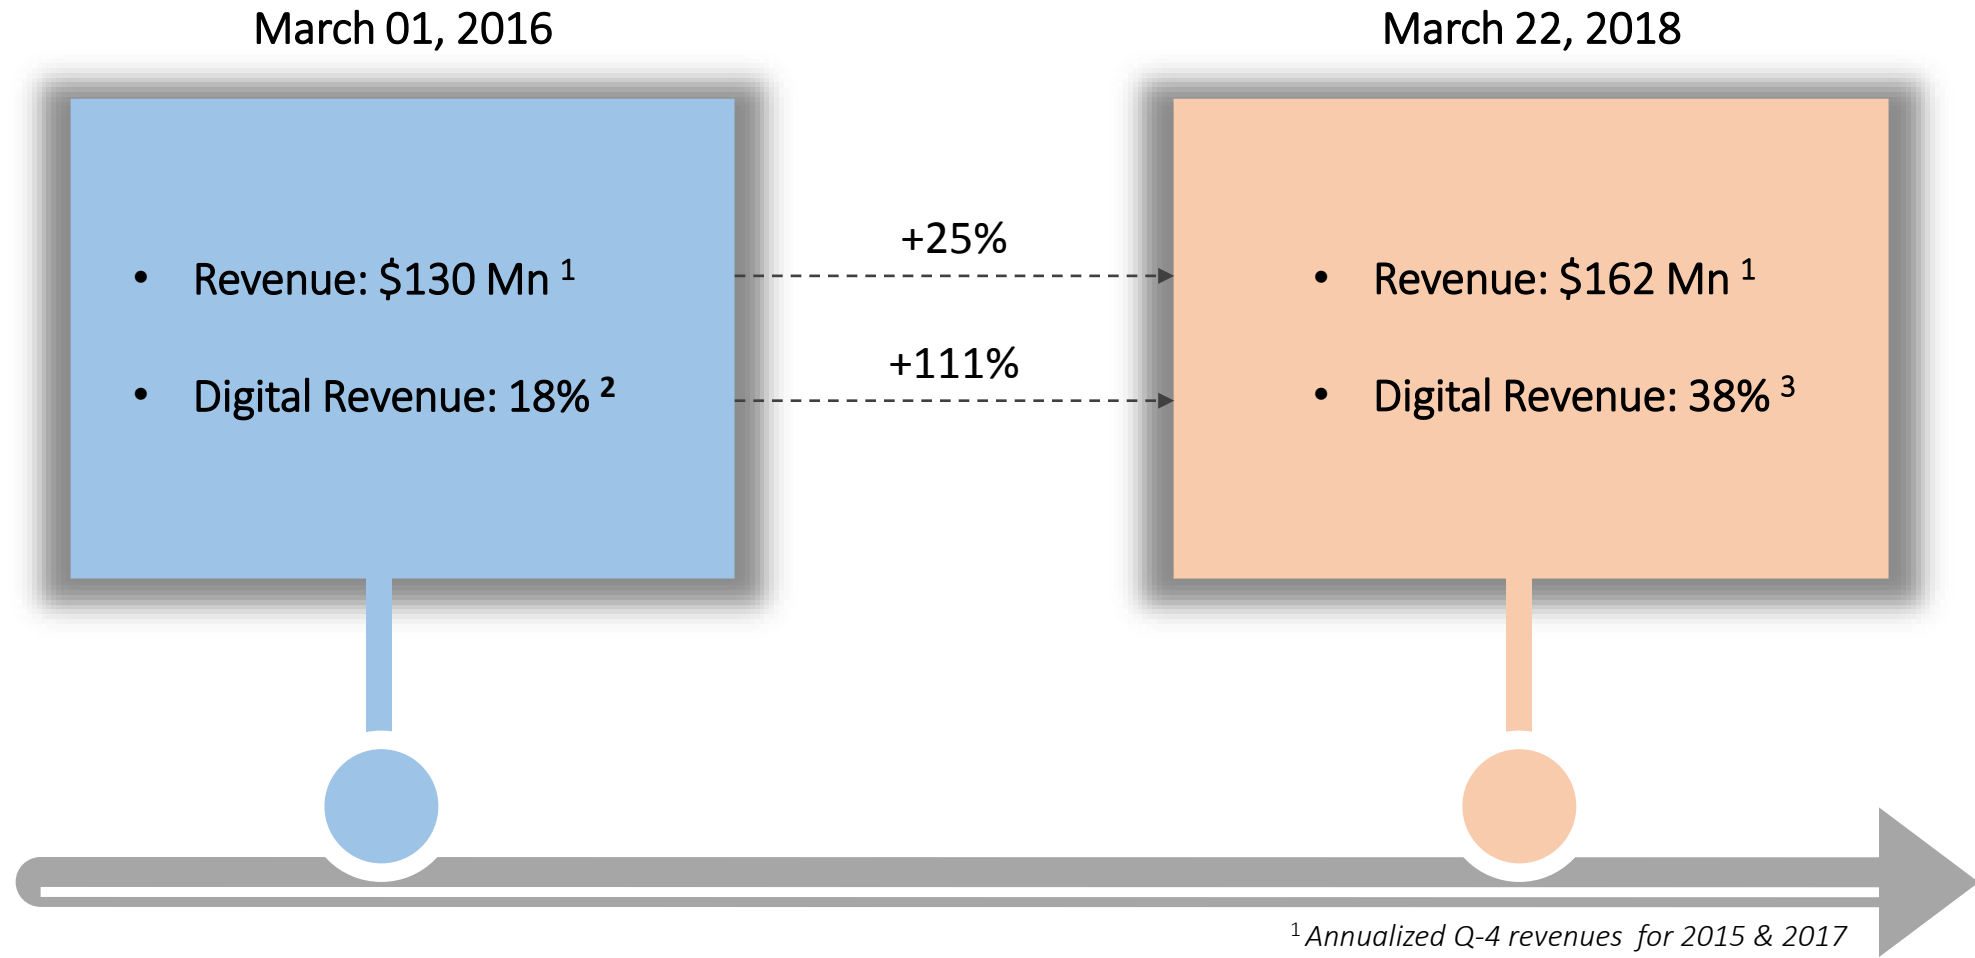 March 01, 2016
March 22, 2018
• Revenue: $130 Mn ¹
+25%
• Revenue: $162 Mn ¹
• Digital Revenue: 18% ²
+111%
• Digital Revenue: 38% ³
¹ Annualized Q-4 revenues for 2015 & 2017